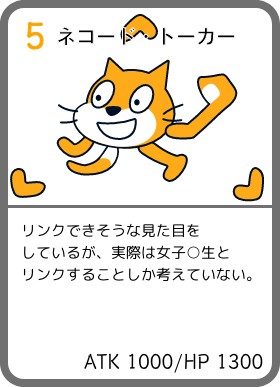 5 ネコード・トーカー
リンクできそうな見た目を
しているが、実際は女子○生と
リンクすることしか考えていない。
ATK 1000/HP 1300